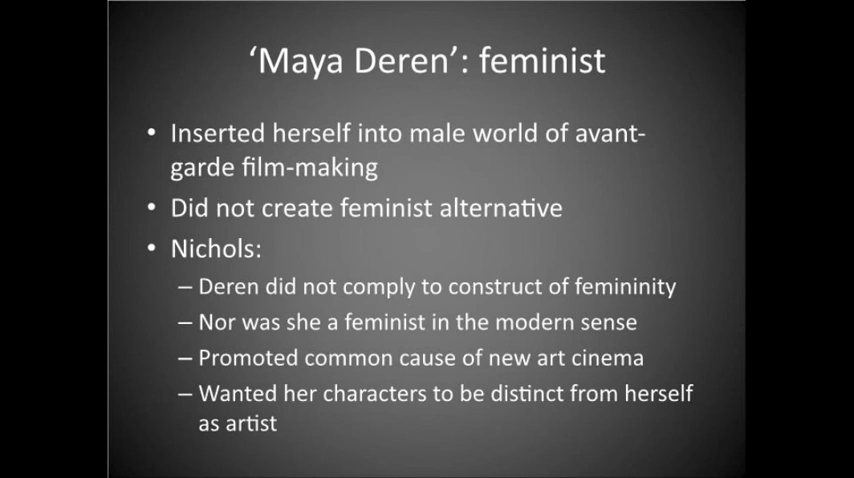 ‘Maya Deren’: feminist
• Inserted herself into male world of avant-
garde film-making
• Did not create feminist alternative
• Nichols:
– Deren did not comply to construct of femininity
– Nor was she a feminist in the modern sense
– Promoted common cause of new art cinema
– Wanted her characters to be distinct from herself
as artist